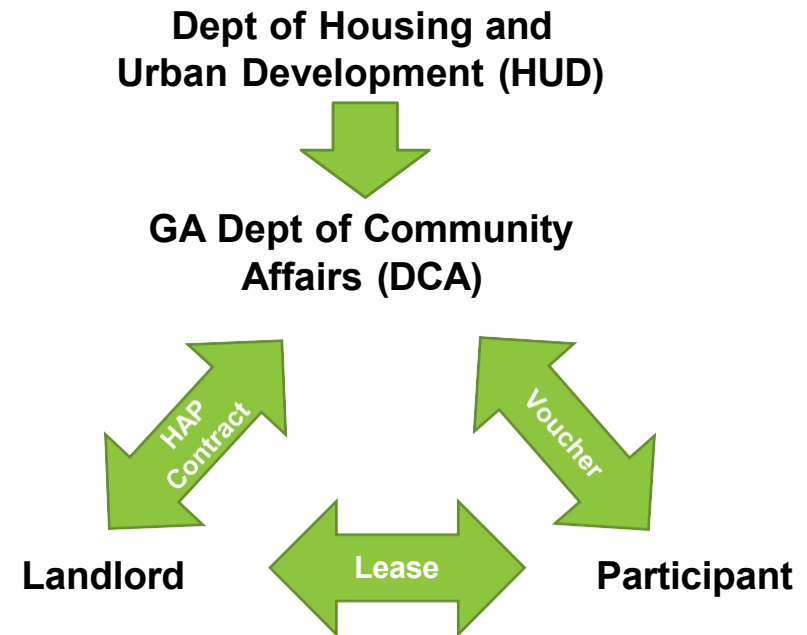 Dept of Housing and
Urban Development (HUD)
GA Dept of Community
Affairs (DCA)
HAP
Contract
Voucher
Landlord
Lease
Participant